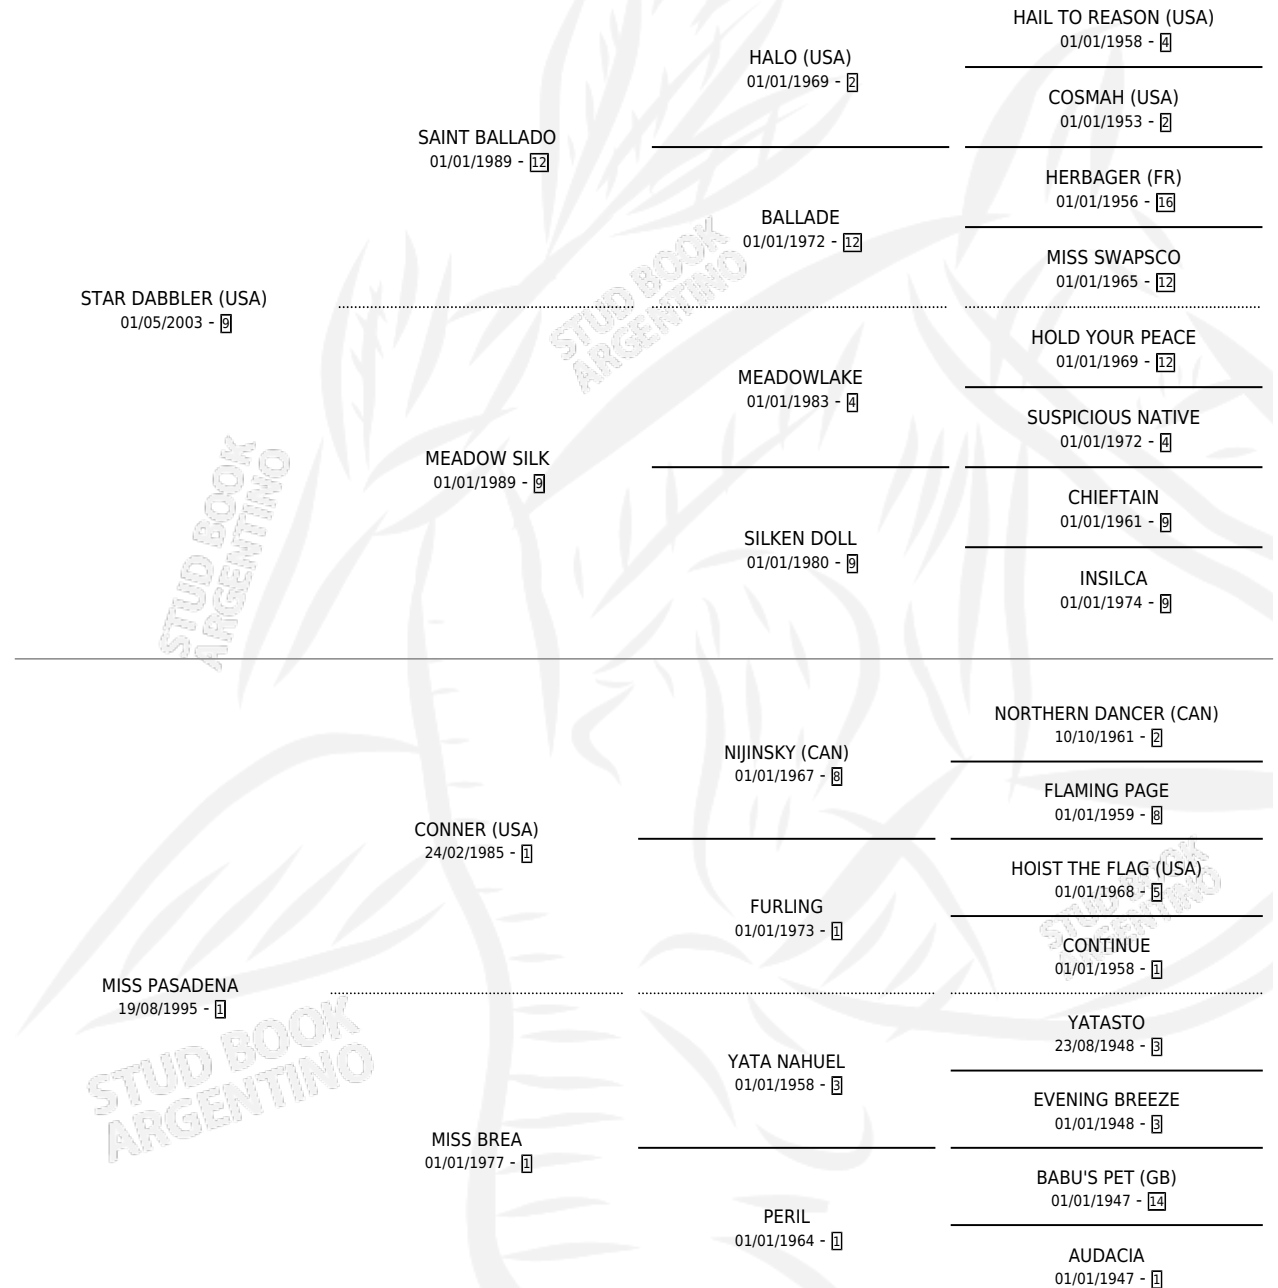 HAIL TO REASON (USA)
01/01/1958 - 4
HALO (USA)
01/01/1969 - 2
COSMAH (USA)
01/01/1953 - 2
SAINT BALLADO
01/01/1989 - 12
HERBAGER (FR)
01/01/1956 - 16
BALLADE
01/01/1972 - 12
MISS SWAPSCO
01/01/1965 - 12
STAR DABBLER (USA)
01/05/2003 - 9
HOLD YOUR PEACE
01/01/1969 - 12
MEADOWLAKE
01/01/1983 - 4
SUSPICIOUS NATIVE
01/01/1972 - 4
MEADOW SILK
01/01/1989 - 9
CHIEFTAIN
01/01/1961 - 9
SILKEN DOLL
01/01/1980 - 9
INSILCA
01/01/1974 - 9
NORTHERN DANCER (CAN)
10/10/1961 - 2
NIJINSKY (CAN)
01/01/1967 - 8
FLAMING PAGE
01/01/1959 - 8
CONNER (USA)
24/02/1985 - 1
HOIST THE FLAG (USA)
01/01/1968 - 5
FURLING
01/01/1973 - 1
CONTINUE
01/01/1958 - 1
MISS PASADENA
19/08/1995 - 1
YATASTO
23/08/1948 - 3
YATA NAHUEL
01/01/1958 - 3
EVENING BREEZE
01/01/1948 - 3
MISS BREA
01/01/1977 - 1
BABU'S PET (GB)
01/01/1947 - 14
PERIL
01/01/1964 - 1
AUDACIA
01/01/1947 - 1
STUD BOOK
ARGENTINO
STUD BOOK
ARGENTINO
STUD BOOK
ARGENTINO
STUD BOOK
ARGENTINO